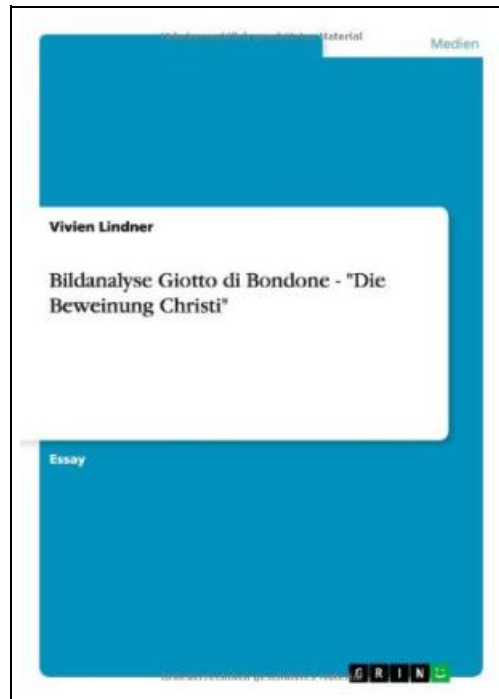 Medien
Vivien Lindner
Bildanalyse Giotto di Bondone - "Die
Beweinung Christi"
Essay
GRIN